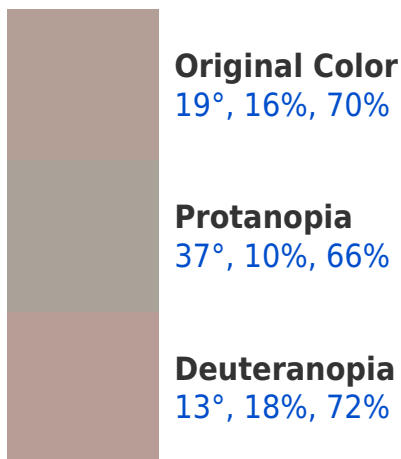 Original Color
19°, 16%, 70%
Protanopia
37°, 10%, 66%
Deuteranopia
13°, 18%, 72%